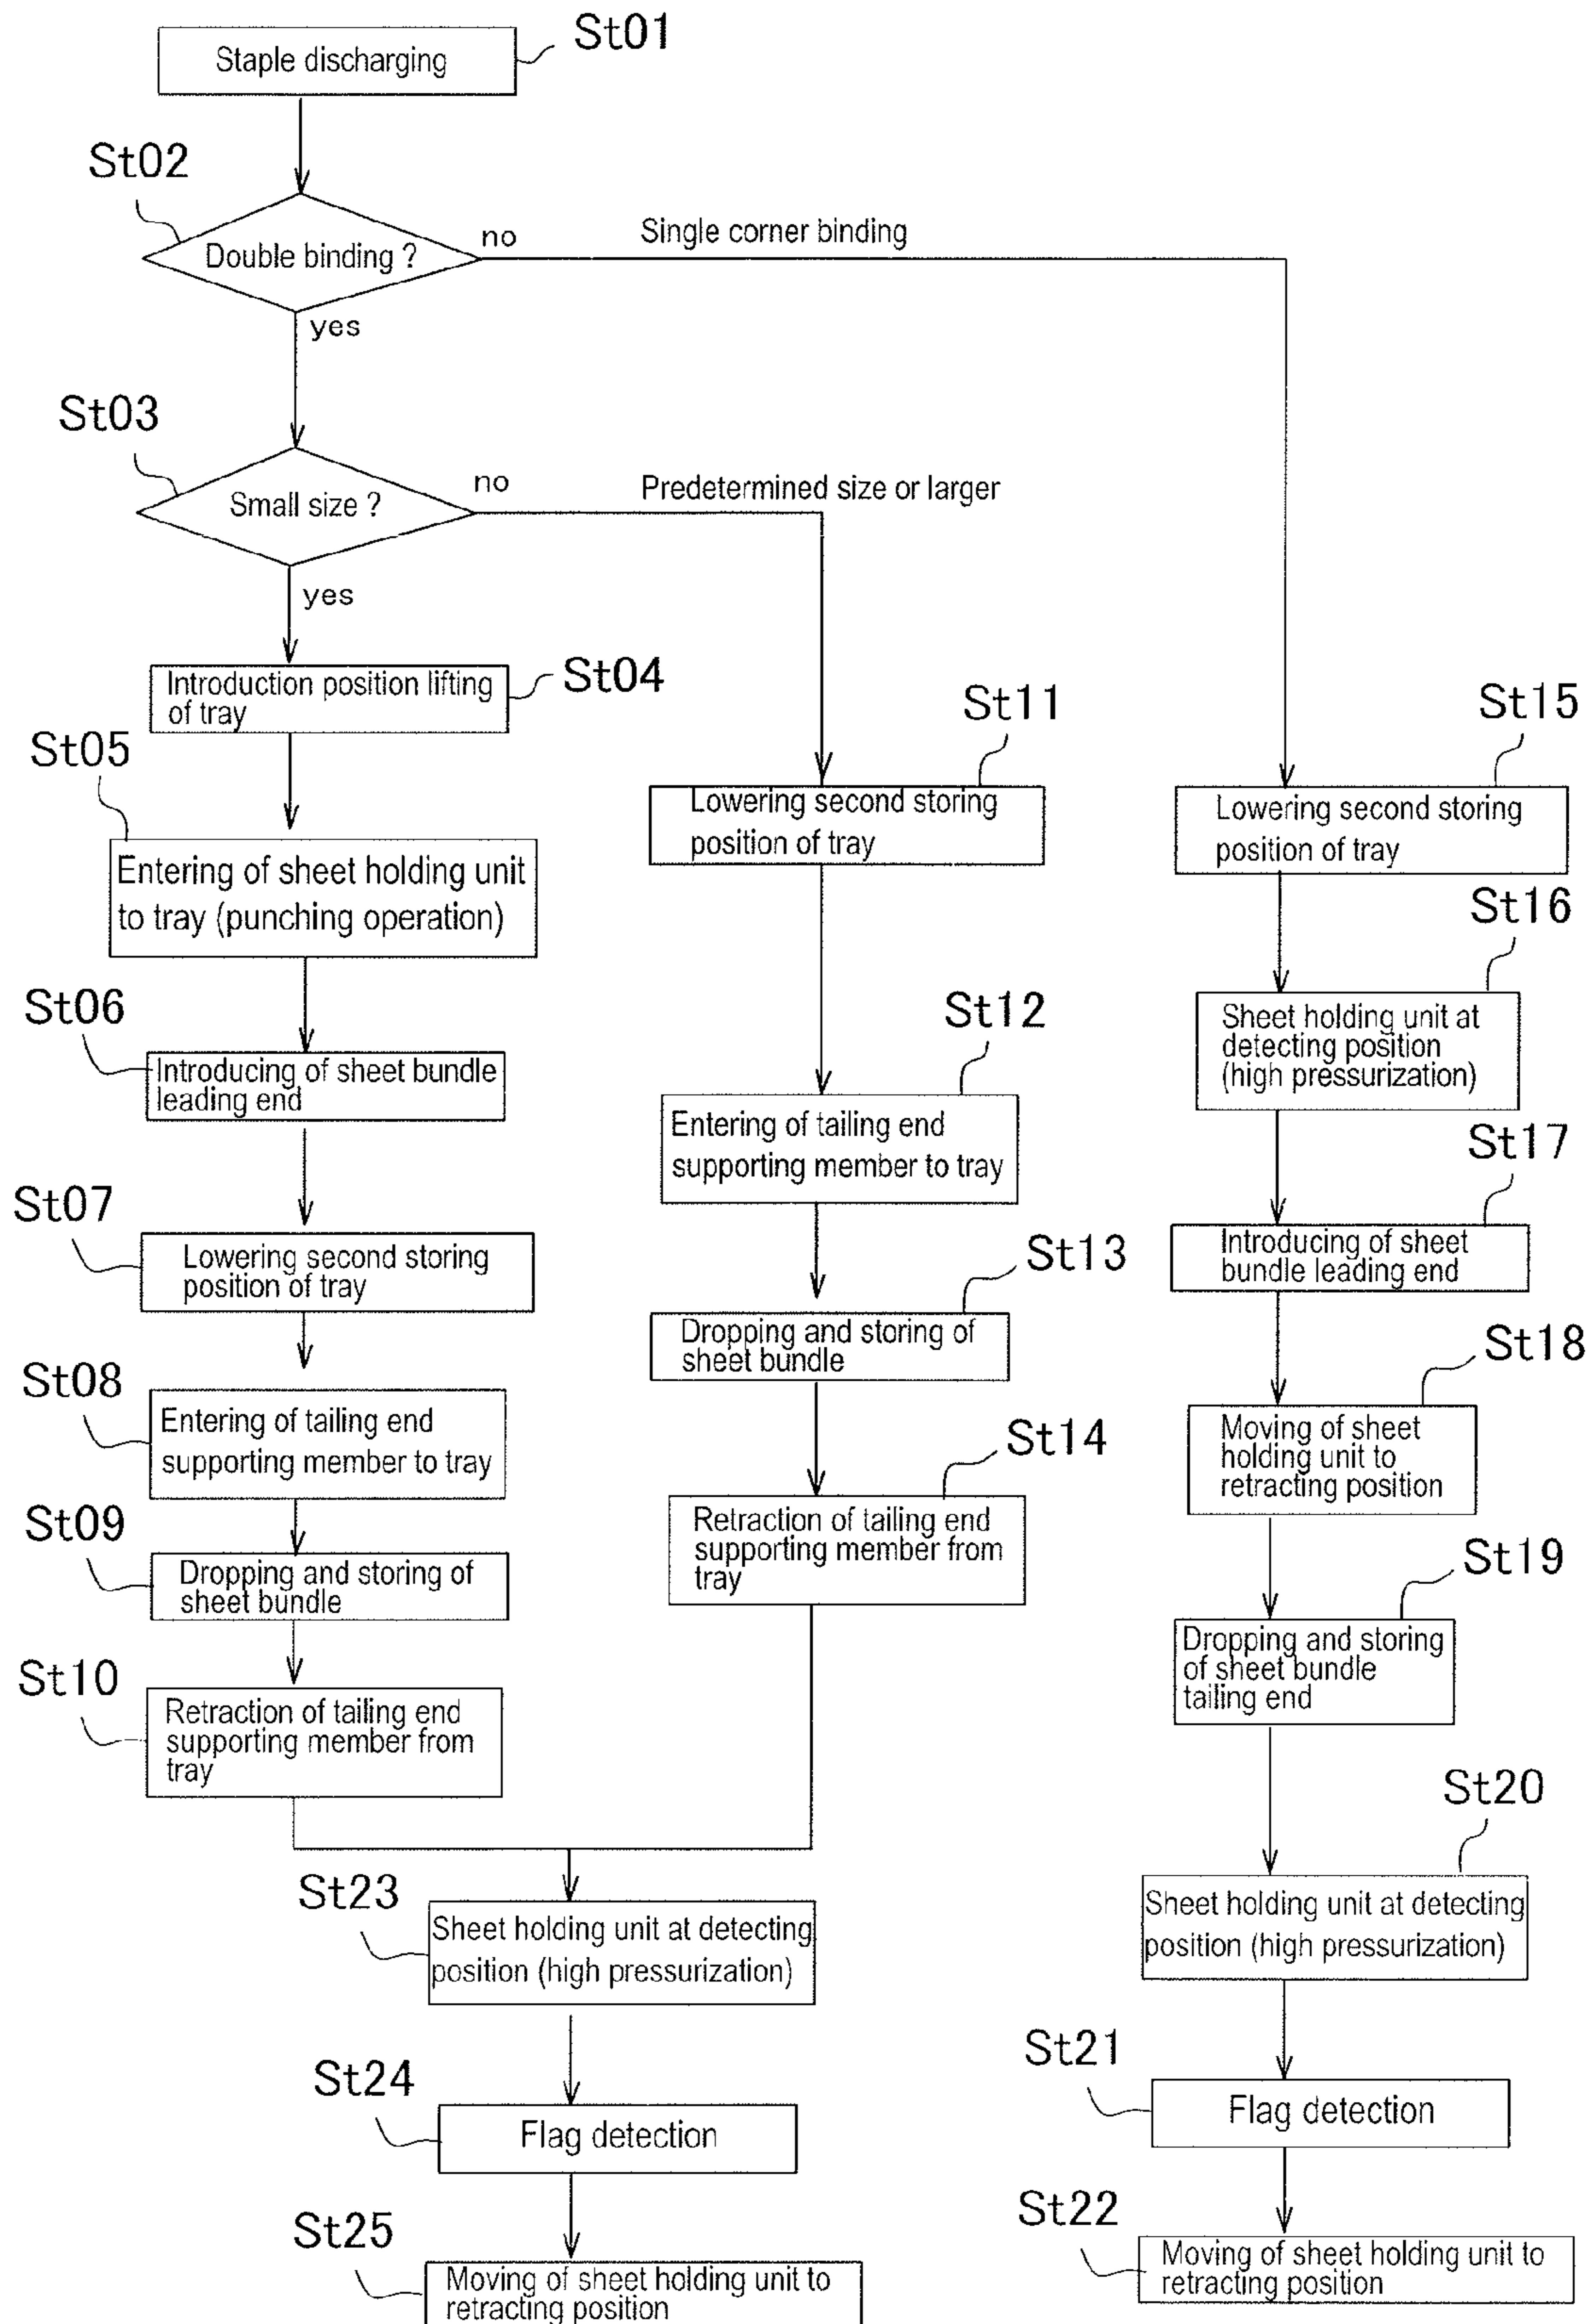 Staple discharging
St01
St02
Double binding ?
no
Single corner binding
yes
St03
Small size ?
no
Predetermined size or larger
yes
Introduction position lifting
of tray
St04
St05
Entering of sheet holding unit
to tray (punching operation)
St06
Introducing of sheet bundle
leading end
St07
Lowering second storing
position of tray
St08
Entering of tailing end
supporting member to tray
St09
Dropping and storing of
sheet bundle
St10
Retraction of tailing end
supporting member from
tray
St11
Lowering second storing
position of tray
St12
Entering of tailing end
supporting member to tray
St13
Dropping and storing of
sheet bundle
St14
Retraction of tailing end
supporting member from
tray
St15
Lowering second storing
position of tray
St16
Sheet holding unit at
detecting position
(high pressurization)
St17
Introducing of sheet
bundle leading end
St18
Moving of sheet
holding unit to
retracting position
St19
Dropping and storing
of sheet bundle
tailing end
St20
Sheet holding unit at detecting
position (high pressurization)
St21
Flag detection
St22
Moving of sheet holding unit to
retracting position
St23
Sheet holding unit at detecting
position (high pressurization)
St24
Flag detection
St25
Moving of sheet holding unit to
retracting position